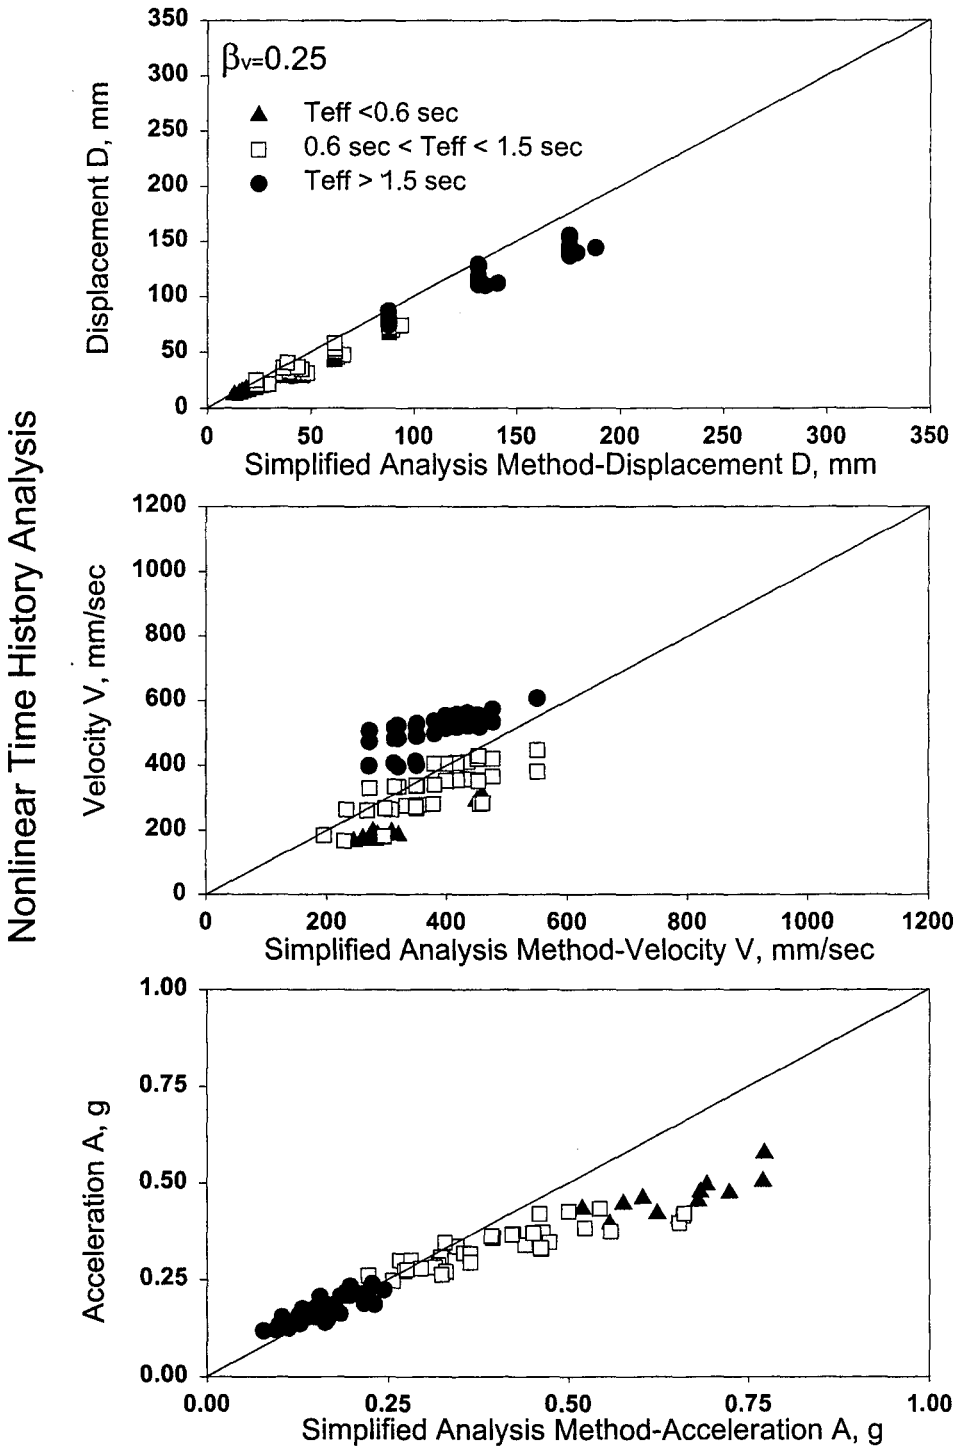 Nonlinear Time History Analysis
350
300
250
200
150
100
50
0
Displacement D, mm
βv=0.25
Teff <0.6 sec
0.6 sec < Teff < 1.5 sec
Teff > 1.5 sec
0 50 100 150 200 250 300 350
Simplified Analysis Method-Displacement D, mm
1200
1000
800
600
400
200
0
Velocity V, mm/sec
0 200 400 600 800 1000 1200
Simplified Analysis Method-Velocity V, mm/sec
1.00
0.75
0.50
0.25
0.00
Acceleration A, g
0.00 0.25 0.50 0.75 1.00
Simplified Analysis Method-Acceleration A, g